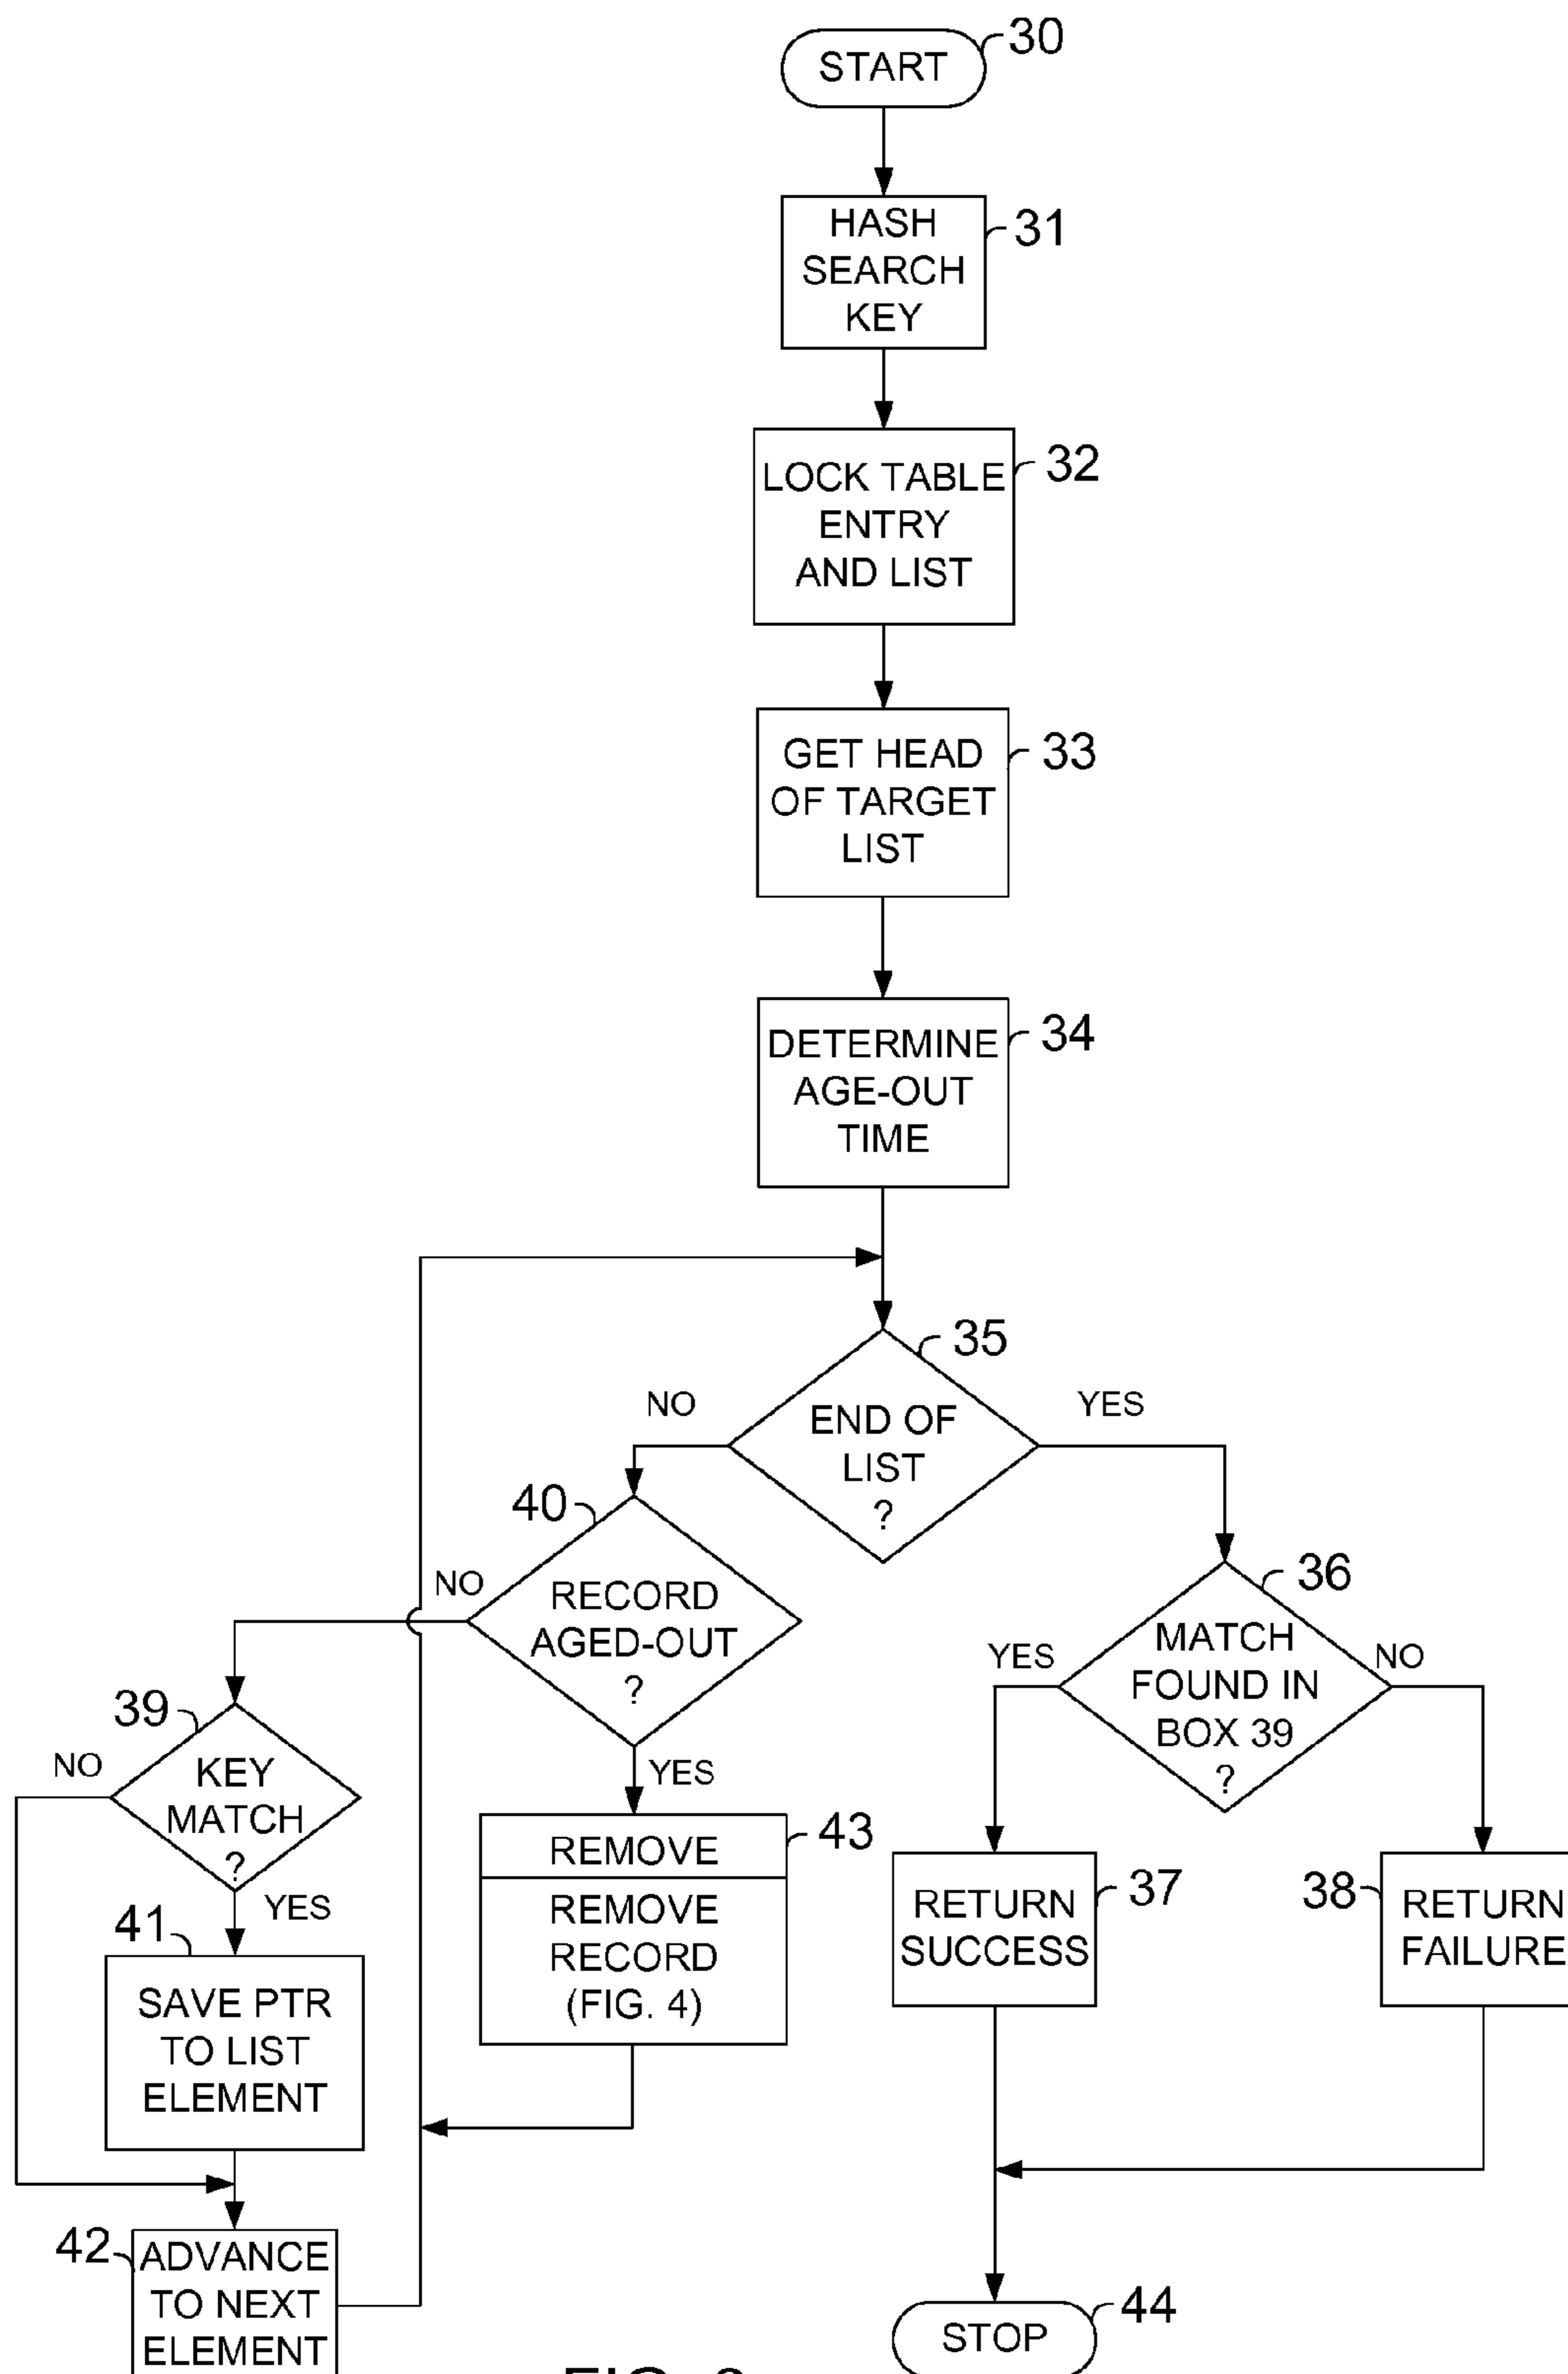 START
30
HASH
SEARCH
KEY
31
LOCK TABLE
ENTRY
AND LIST
32
GET HEAD
OF TARGET
LIST
33
DETERMINE
AGE-OUT
TIME
34
35
END OF
LIST
?
NO
YES
40
RECORD
AGED-OUT
?
NO
YES
36
MATCH
FOUND IN
BOX 39
?
YES
NO
39
KEY
MATCH
?
NO
YES
43
REMOVE
REMOVE
RECORD
(FIG. 4)
RETURN
SUCCESS
37
38
RETURN
FAILURE
41
SAVE PTR
TO LIST
ELEMENT
42
ADVANCE
TO NEXT
ELEMENT
STOP
44